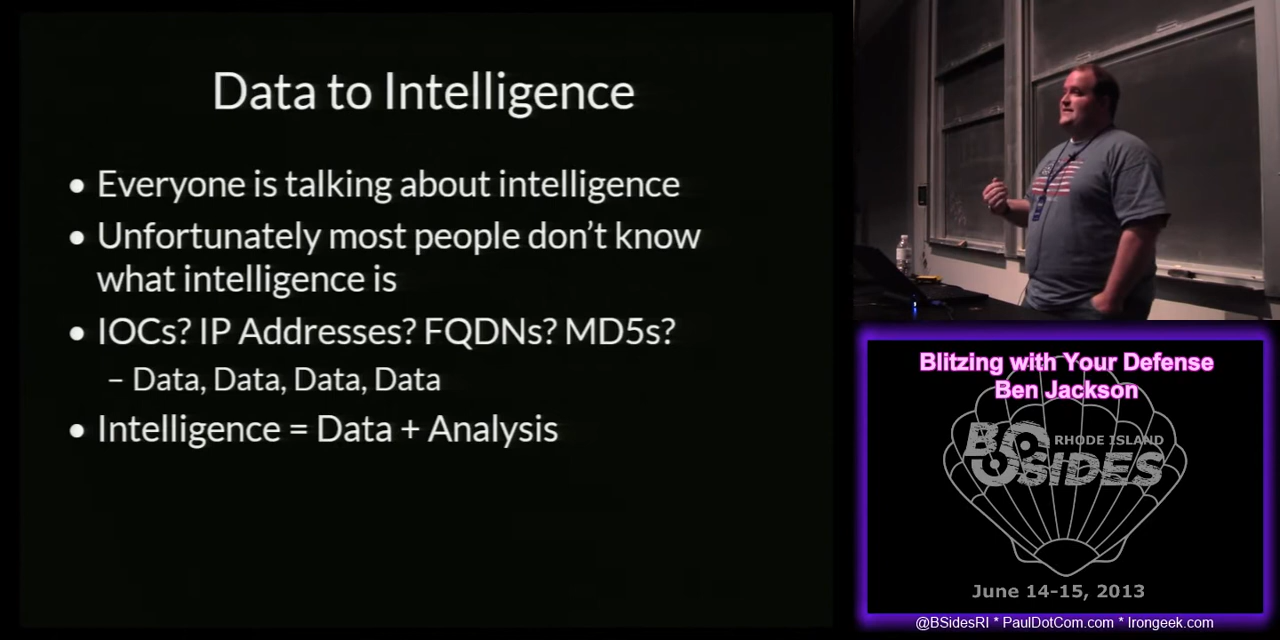 Data to Intelligence
• Everyone is talking about intelligence
• Unfortunately most people don’t know
what intelligence is
• IOCs? IP Addresses? FQDNs? MD5s?
– Data, Data, Data, Data
• Intelligence = Data + Analysis
Blitzing with Your Defense
Ben Jackson
BSIDES
RHODE ISLAND
June 14-15, 2013
@BSidesRI * PaulDotCom.com * Irongeek.com